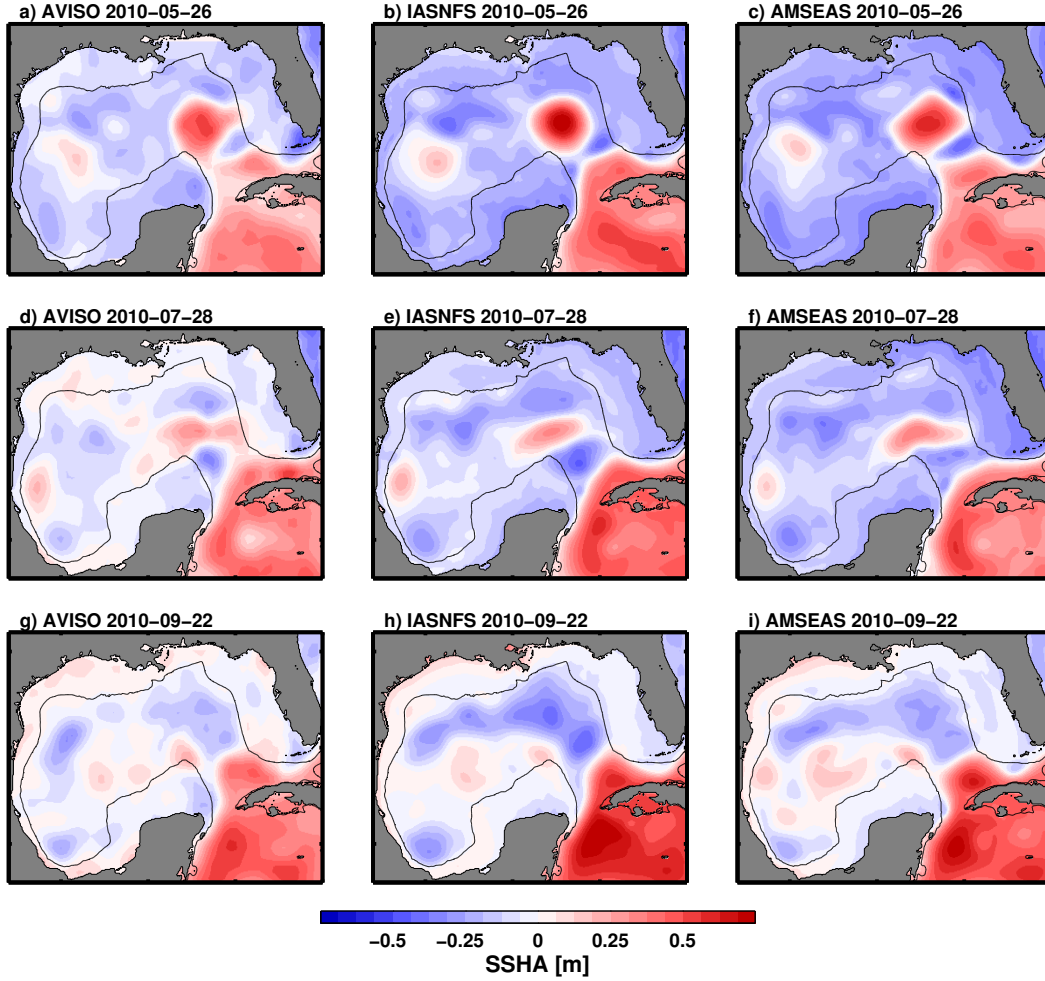 a) AVISO 2010−05−26
b) IASNFS 2010−05−26
c) AMSEAS 2010−05−26
d) AVISO 2010−07−28
e) IASNFS 2010−07−28
f) AMSEAS 2010−07−28
g) AVISO 2010−09−22
h) IASNFS 2010−09−22
i) AMSEAS 2010−09−22
−0.5 −0.25 0 0.25 0.5
SSHA [m]